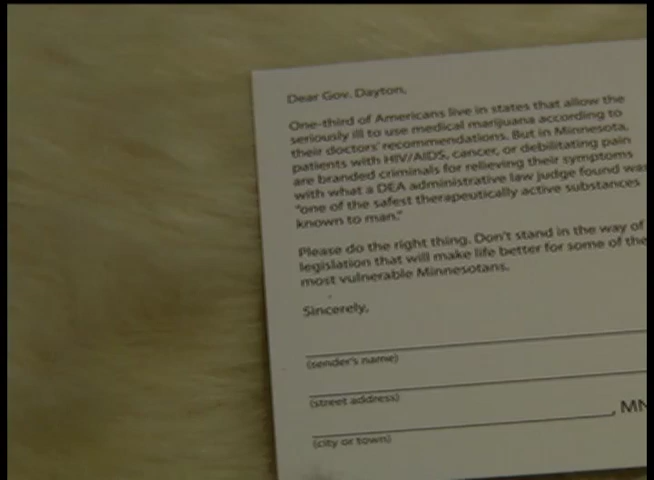 Dear Gov. Dayton,
One-third of Americans live in states that allow the
seriously ill to use medical marijuana according to
their doctors' recommendations. But in Minnesota,
patients with HIV/AIDS, cancer, or debilitating pain
are branded criminals for relieving their symptoms
with what a DEA administrative law judge found was
"one of the safest therapeutically active substances
known to man."
Please do the right thing. Don't stand in the way of
legislation that will make life better for some of the
most vulnerable Minnesotans.
Sincerely,
(sender's name)
(street address)
, MN
(city or town)